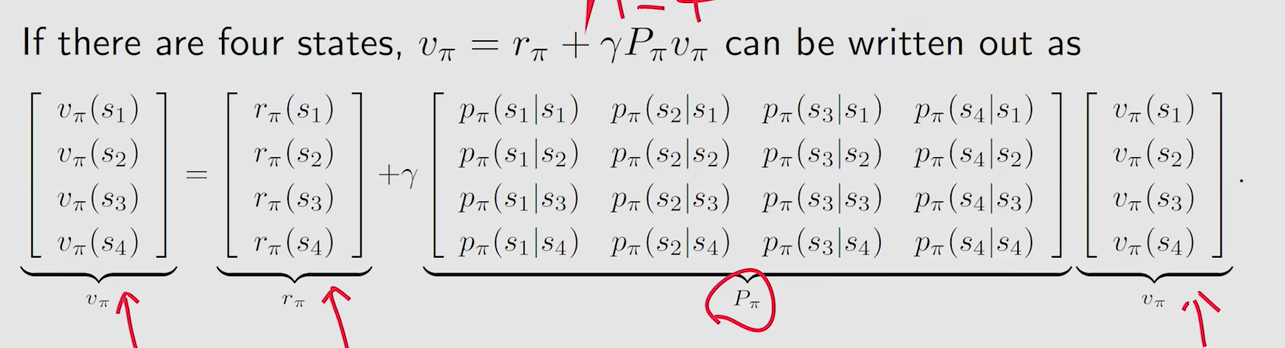 If there are four states, $v_\pi = r_\pi + \gamma P_\pi v_\pi$ can be written out as
$$\underbrace{\begin{bmatrix} v_\pi(s_1) \\ v_\pi(s_2) \\ v_\pi(s_3) \\ v_\pi(s_4) \end{bmatrix}}_{v_\pi} = \underbrace{\begin{bmatrix} r_\pi(s_1) \\ r_\pi(s_2) \\ r_\pi(s_3) \\ r_\pi(s_4) \end{bmatrix}}_{r_\pi} + \gamma \underbrace{\begin{bmatrix} p_\pi(s_1|s_1) & p_\pi(s_2|s_1) & p_\pi(s_3|s_1) & p_\pi(s_4|s_1) \\ p_\pi(s_1|s_2) & p_\pi(s_2|s_2) & p_\pi(s_3|s_2) & p_\pi(s_4|s_2) \\ p_\pi(s_1|s_3) & p_\pi(s_2|s_3) & p_\pi(s_3|s_3) & p_\pi(s_4|s_3) \\ p_\pi(s_1|s_4) & p_\pi(s_2|s_4) & p_\pi(s_3|s_4) & p_\pi(s_4|s_4) \end{bmatrix}}_{P_\pi} \underbrace{\begin{bmatrix} v_\pi(s_1) \\ v_\pi(s_2) \\ v_\pi(s_3) \\ v_\pi(s_4) \end{bmatrix}}_{v_\pi}.$$